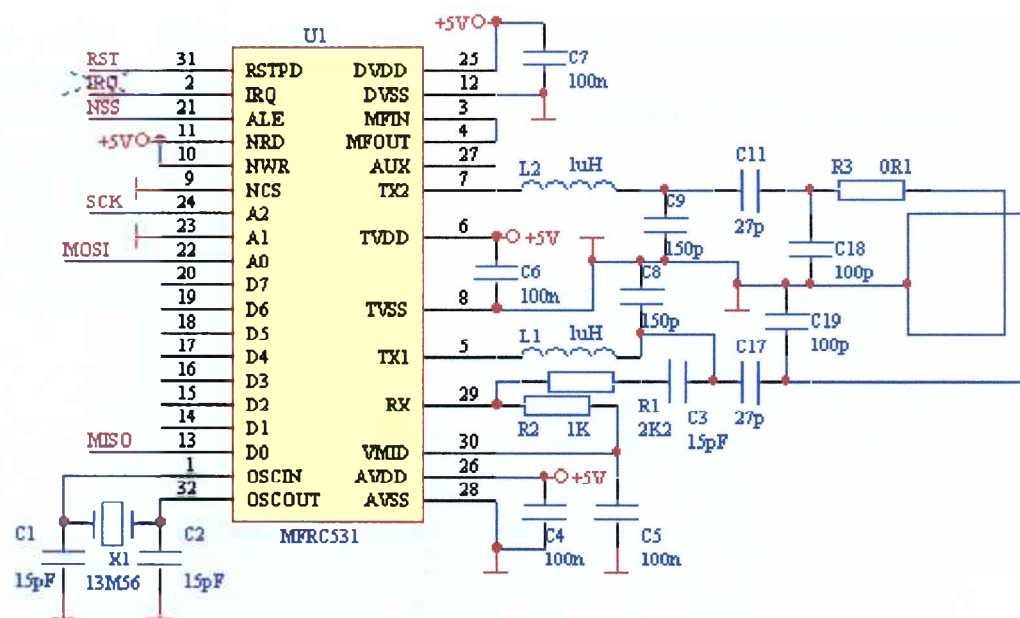 +5V
U1
C7
100n
RST 31 RSTPD DVDD 25
IRQ 2 IRQ DVSS 12
NSS 21 ALE MFIN 3
+5V 11 NRD MFOUT 4
10 NWR AUX 27
9 NCS TX2 7
SCK 24 A2
23 A1 TVDD 6
MOSI 22 A0
20 D7
19 D6 TVSS 8
18 D5
17 D4 TX1 5
16 D3
15 D2 RX 29
14 D1
MISO 13 D0 VMID 30
1 OSCIN AVDD 26
32 OSCOUT AVSS 28
MFRC531
L2 1uH
C11
27p
R3 0R1
C9
150p
C18
100p
+5V
C6
100n
C8
150p
C19
100p
L1 1uH
C17
27p
R1
2K2
C3
15pF
R2 1K
+5V
C4
100n
C5
100n
C1
15pF
X1
13M56
C2
15pF